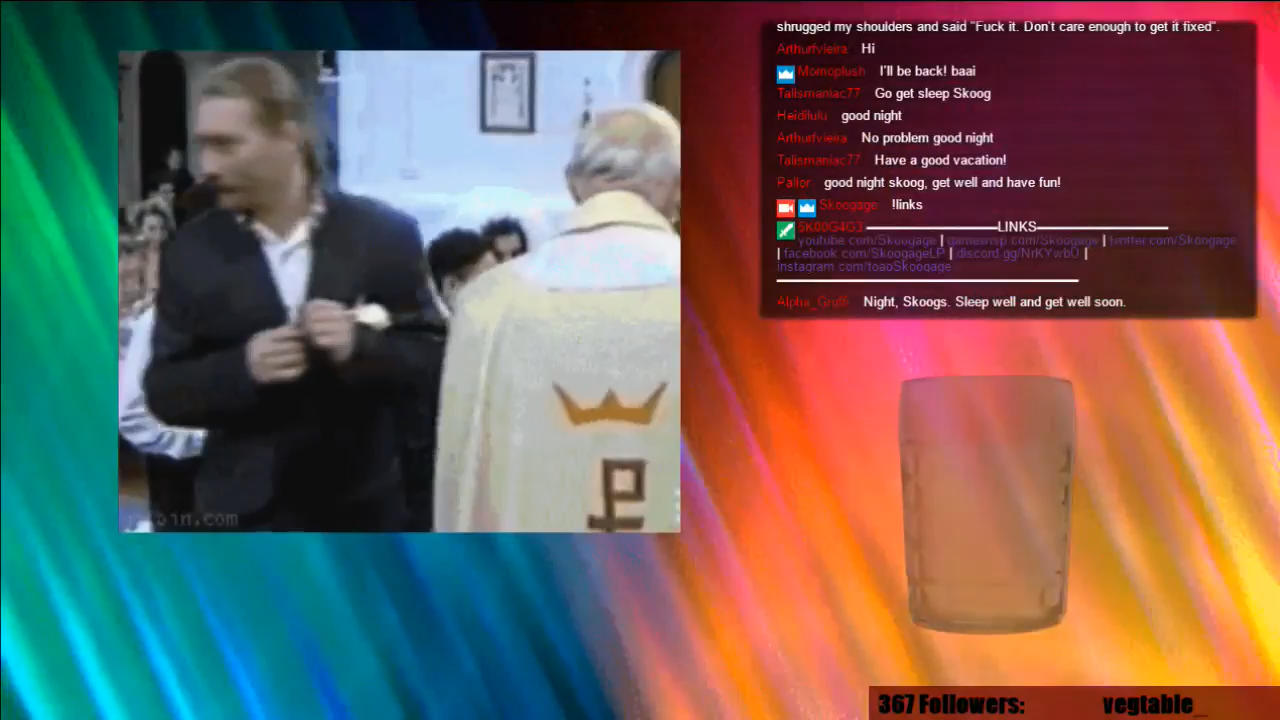 shrugged my shoulders and said "Fuck it. Don't care enough to get it fixed".
Arthurfvieira Hi
Momoplush I'll be back! baai
Talismaniac77 Go get sleep Skoog
Heidilulu good night
Arthurfvieira No problem good night
Talismaniac77 Have a good vacation!
Pallor good night skoog, get well and have fun!
Skoogage !links
SK00G4G3 LINKS
youtube.com/Skoogage | gamewisp.com/Skoogage | twitter.com/Skoogage
| facebook.com/SkoogageLP | discord.gg/NrKYwbO |
instagram.com/toaoSkoogage
Alpha_Gruff6 Night, Skoogs. Sleep well and get well soon.
367 Followers: vegtable_